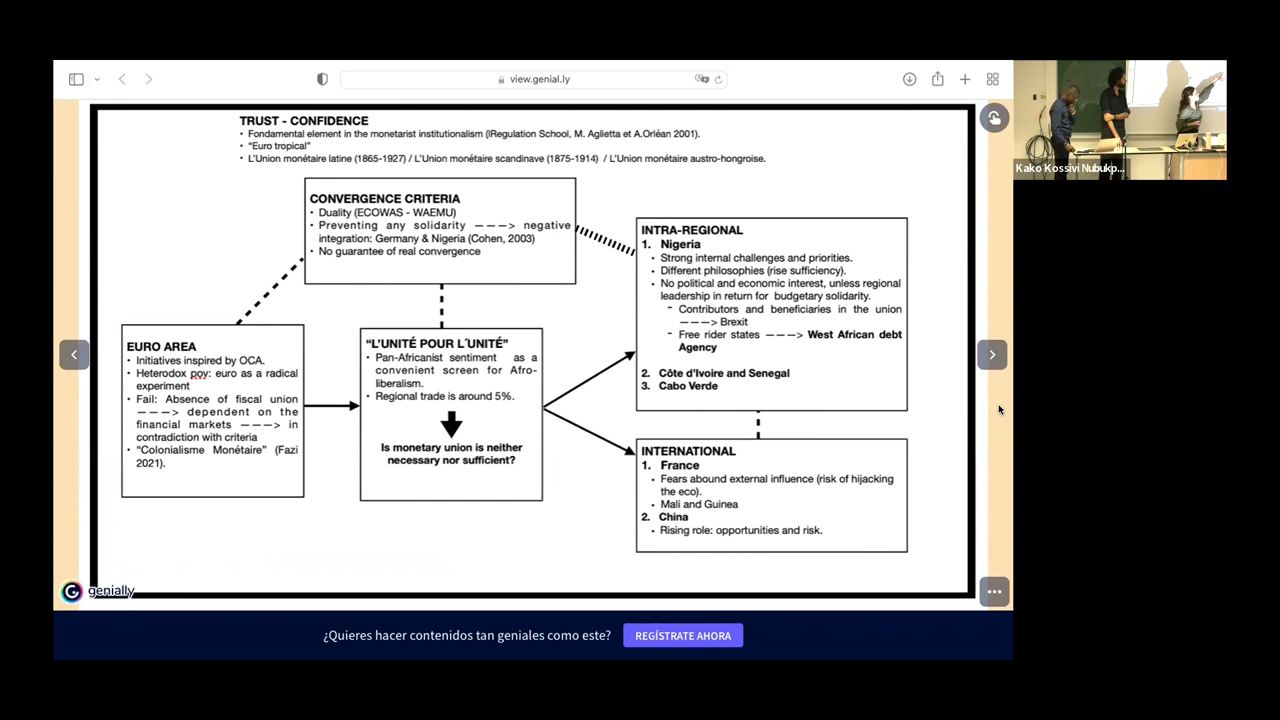 view.genial.ly
TRUST - CONFIDENCE
• Fondamental element in the monetarist institutionalism (lRegulation School, M. Aglietta et A.Orléan 2001).
• “Euro tropical”
• L’Union monétaire latine (1865-1927) / L’Union monétaire scandinave (1875-1914) / L’Union monétaire austro-hongroise.
CONVERGENCE CRITERIA
• Duality (ECOWAS - WAEMU)
• Preventing any solidarity ———> negative
integration: Germany & Nigeria (Cohen, 2003)
• No guarantee of real convergence
EURO AREA
• Initiatives inspired by OCA.
• Heterodox pov: euro as a radical
experiment
• Fail: Absence of fiscal union
———> dependent on the
financial markets ———> in
contradiction with criteria
• “Colonialisme Monétaire” (Fazi
2021).
“L’UNITÉ POUR L´UNITÉ”
• Pan-Africanist sentiment as a
convenient screen for Afro-
liberalism.
• Regional trade is around 5%.
Is monetary union is neither
necessary nor sufficient?
INTRA-REGIONAL
1. Nigeria
• Strong internal challenges and priorities.
• Different philosophies (rise sufficiency).
• No political and economic interest, unless regional
leadership in return for budgetary solidarity.
- Contributors and beneficiaries in the union
———> Brexit
- Free rider states ———> West African debt
Agency
2. Côte d’Ivoire and Senegal
3. Cabo Verde
INTERNATIONAL
1. France
• Fears abound external influence (risk of hijacking
the eco).
• Mali and Guinea
2. China
• Rising role: opportunities and risk.
genially
¿Quieres hacer contenidos tan geniales como este?
REGÍSTRATE AHORA
Kako Kossivi Nubukp...